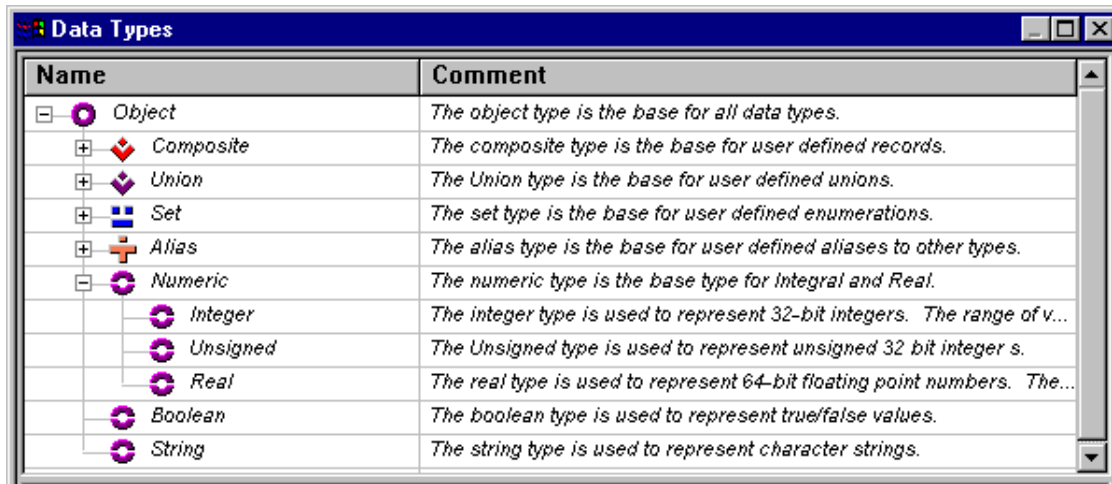 Data Types
Name Comment
Object The object type is the base for all data types.
Composite The composite type is the base for user defined records.
Union The Union type is the base for user defined unions.
Set The set type is the base for user defined enumerations.
Alias The alias type is the base for user defined aliases to other types.
Numeric The numeric type is the base type for Integral and Real.
Integer The integer type is used to represent 32-bit integers. The range of v...
Unsigned The Unsigned type is used to represent unsigned 32 bit integer s.
Real The real type is used to represent 64-bit floating point numbers. The...
Boolean The boolean type is used to represent true/false values.
String The string type is used to represent character strings.